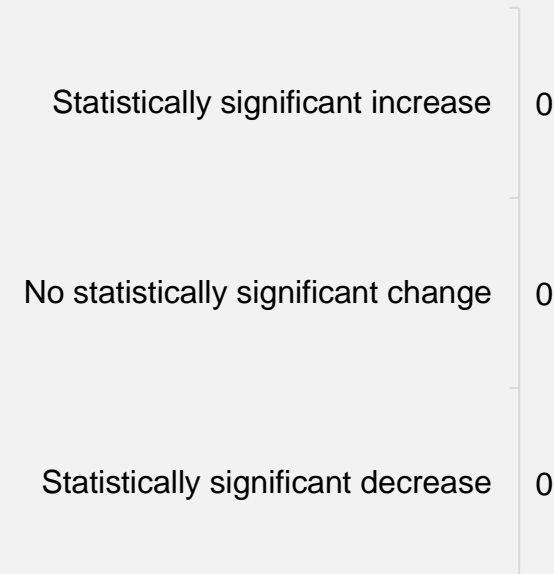 Statistically significant increase 0
No statistically significant change 0
Statistically significant decrease 0